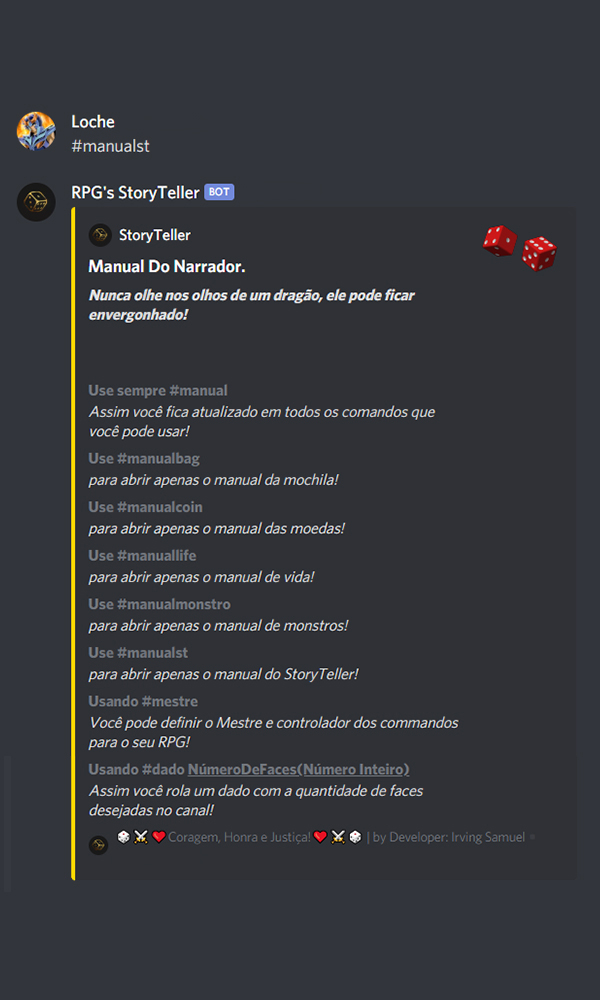 Loche
#manualst
RPG's StoryTeller BOT
StoryTeller
Manual Do Narrador.
Nunca olhe nos olhos de um dragão, ele pode ficar
envergonhado!
Use sempre #manual
Assim você fica atualizado em todos os comandos que
você pode usar!
Use #manualbag
para abrir apenas o manual da mochila!
Use #manualcoin
para abrir apenas o manual das moedas!
Use #manuallife
para abrir apenas o manual de vida!
Use #manualmonstro
para abrir apenas o manual de monstros!
Use #manualst
para abrir apenas o manual do StoryTeller!
Usando #mestre
Você pode definir o Mestre e controlador dos commandos
para o seu RPG!
Usando #dado NúmeroDeFaces(Número Inteiro)
Assim você rola um dado com a quantidade de faces
desejadas no canal!
Coragem, Honra e Justiça! | by Developer: Irving Samuel